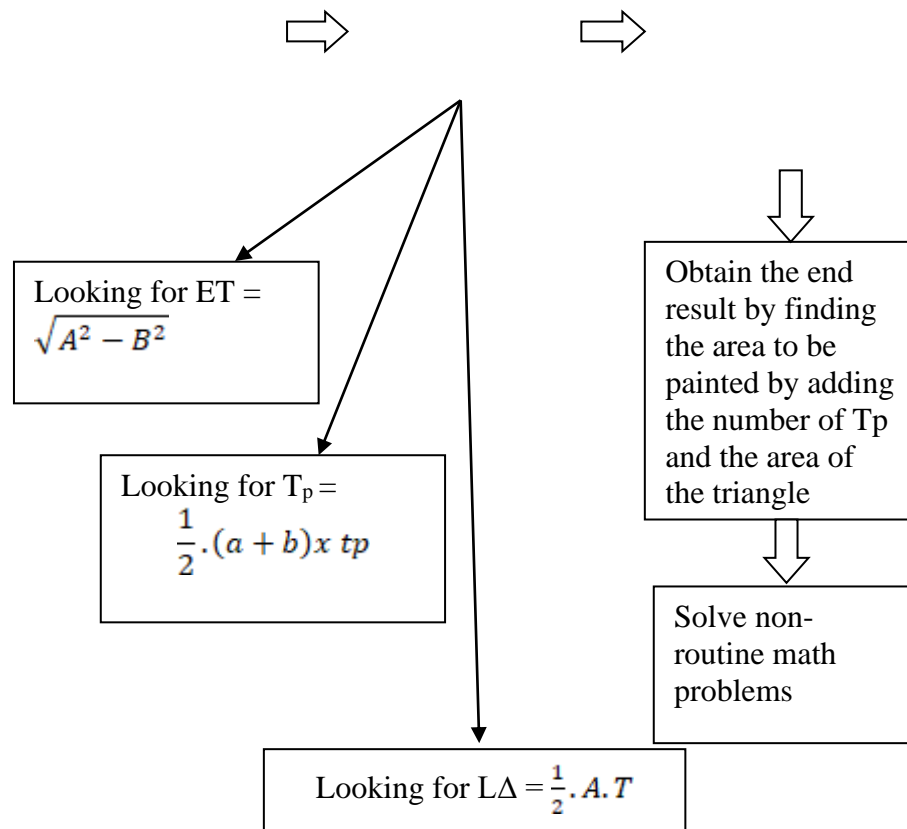 Looking for ET =
√A² − B²
Looking for Tₚ =
1/2 .(a + b)x tp
Looking for L∆ = 1/2 . A. T
Obtain the end
result by finding
the area to be
painted by adding
the number of Tp
and the area of
the triangle
Solve non-
routine math
problems